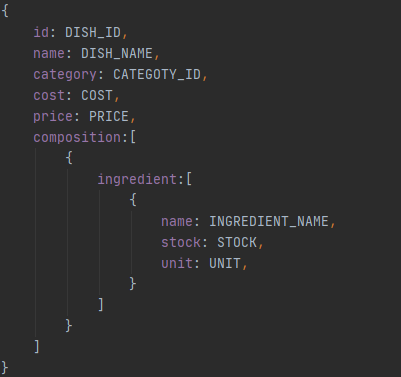 {
    id: DISH_ID,
    name: DISH_NAME,
    category: CATEGOTY_ID,
    cost: COST,
    price: PRICE,
    composition:[
        {
            ingredient:[
                {
                    name: INGREDIENT_NAME,
                    stock: STOCK,
                    unit: UNIT,
                }
            ]
        }
    ]
}